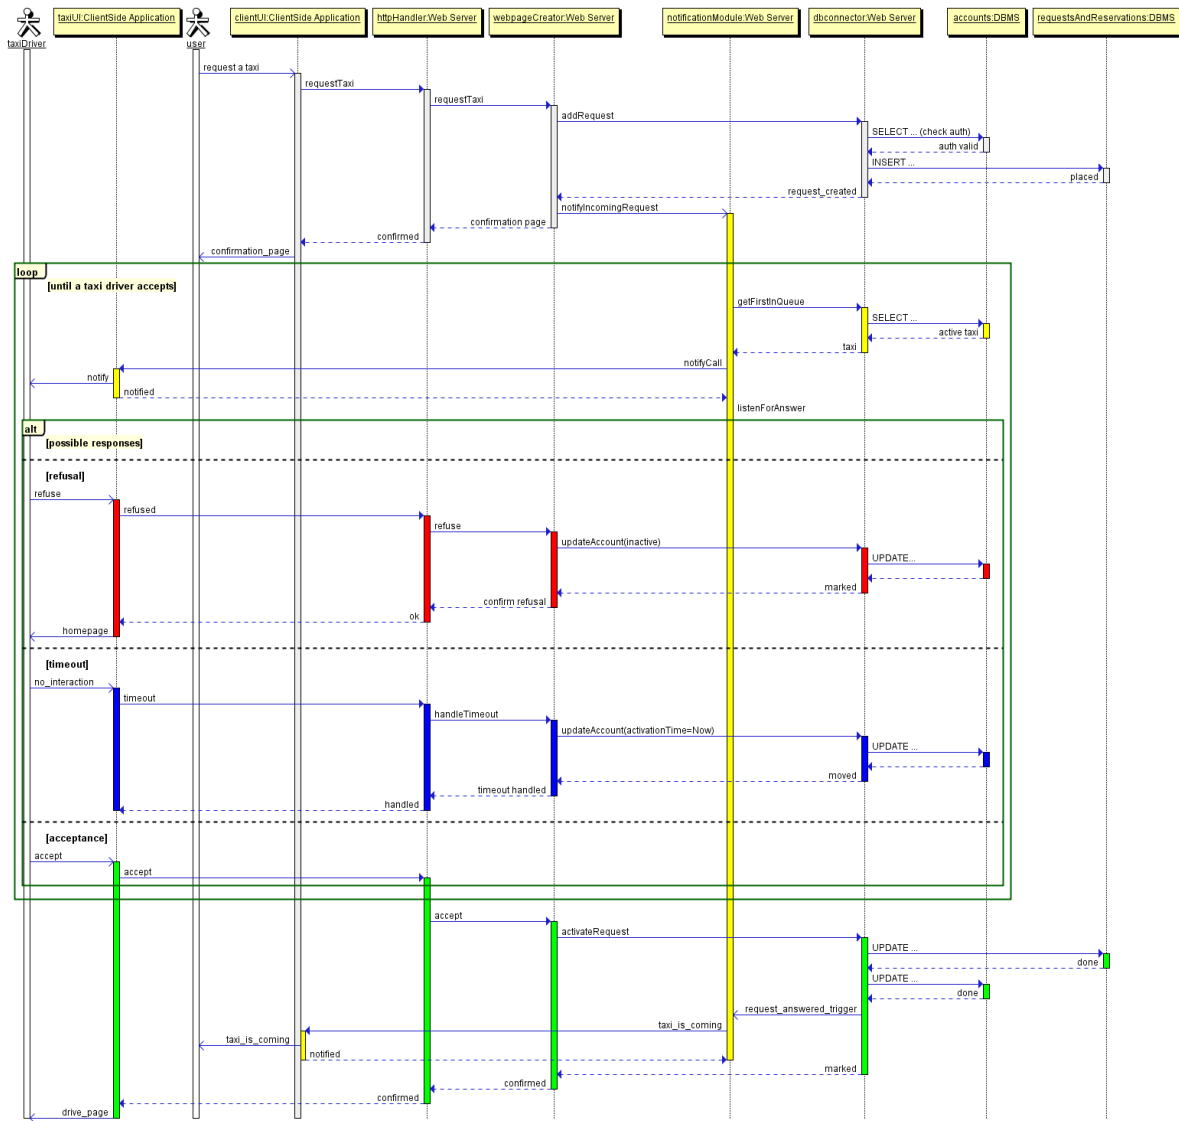 taxiUI:ClientSide Application
clientUI:ClientSide Application
httpHandler:Web Server
webpageCreator:Web Server
notificationModule:Web Server
dbconnector:Web Server
accounts:DBMS
requestsAndReservations:DBMS
taxiDriver
user
request a taxi
requestTaxi
requestTaxi
addRequest
SELECT ... (check auth)
auth valid
INSERT ...
placed
request_created
notifyIncomingRequest
confirmation page
confirmed
confirmation_page
loop
[until a taxi driver accepts]
getFirstInQueue
SELECT ...
active taxi
taxi
notifyCall
notify
notified
listenForAnswer
alt
[possible responses]
[refusal]
refuse
refused
refuse
updateAccount(inactive)
UPDATE...
marked
confirm refusal
ok
homepage
[timeout]
no_interaction
timeout
handleTimeout
updateAccount(activationTime=Now)
UPDATE ...
moved
timeout handled
handled
[acceptance]
accept
accept
accept
activateRequest
UPDATE ...
done
UPDATE ...
done
request_answered_trigger
taxi_is_coming
taxi_is_coming
notified
marked
confirmed
confirmed
drive_page